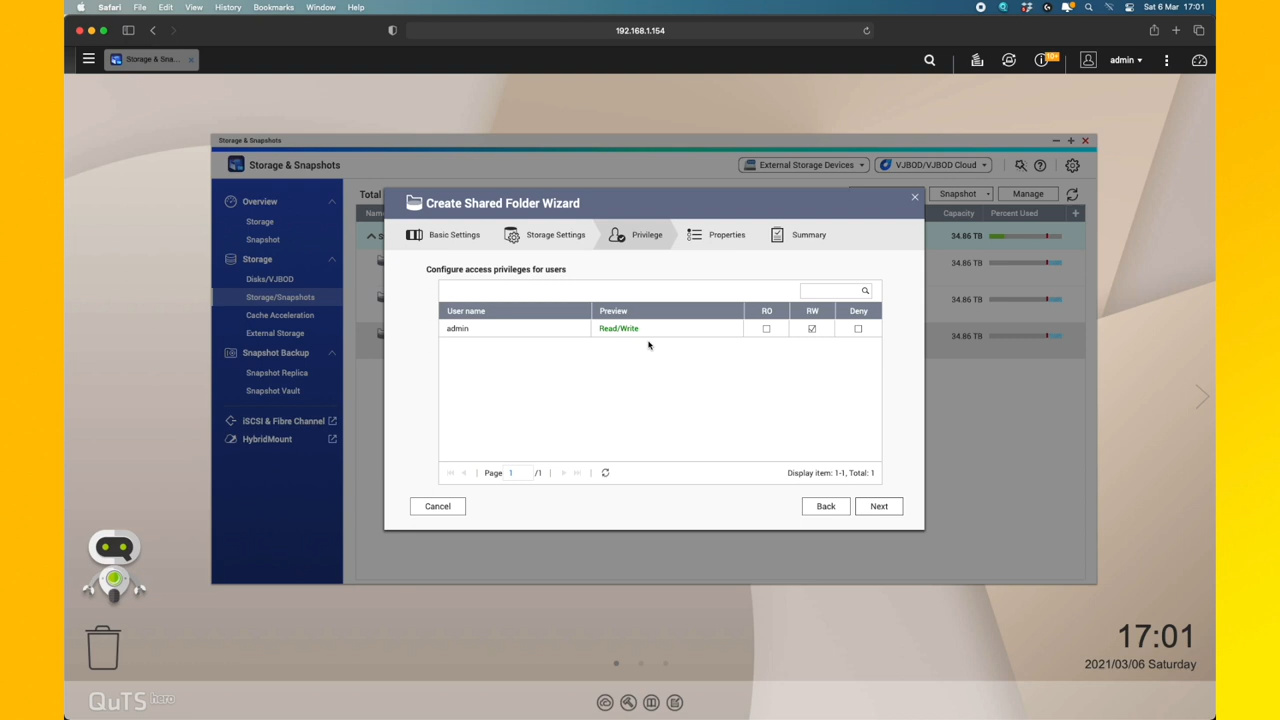 Safari File Edit View History Bookmarks Window Help
Sat 6 Mar 17:01
192.168.1.154
Storage & Sna...
10+
admin
Storage & Snapshots
Storage & Snapshots
External Storage Devices
VJBOD/VJBOD Cloud
Overview
Storage
Snapshot
Storage
Disks/VJBOD
Storage/Snapshots
Cache Acceleration
External Storage
Snapshot Backup
Snapshot Replica
Snapshot Vault
iSCSI & Fibre Channel
HybridMount
Total
Snapshot
Manage
Nam
Capacity Percent Used
34.86 TB
34.86 TB
34.86 TB
34.86 TB
Create Shared Folder Wizard
Basic Settings Storage Settings Privilege Properties Summary
Configure access privileges for users
User name Preview RO RW Deny
admin Read/Write
Page 1 /1
Display item: 1-1, Total: 1
Cancel Back Next
17:01
2021/03/06 Saturday
QuTS hero